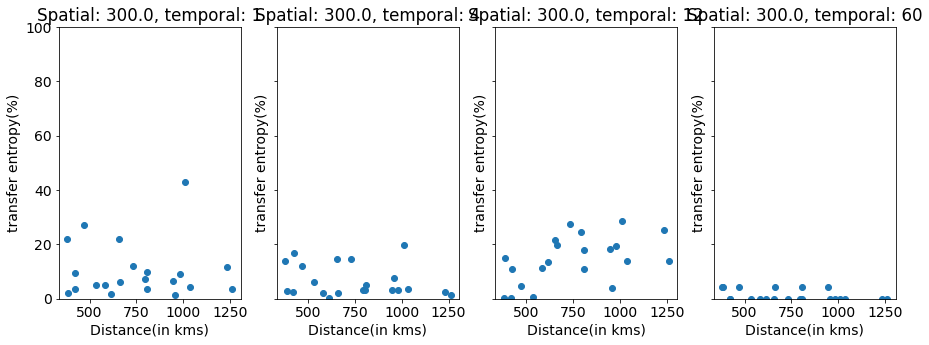 Spatial: 300.0, temporal: 1
Spatial: 300.0, temporal: 4
Spatial: 300.0, temporal: 12
Spatial: 300.0, temporal: 60
100
80
60
40
20
0
transfer entropy(%)
transfer entropy(%)
transfer entropy(%)
transfer entropy(%)
500 750 1000 1250
500 750 1000 1250
500 750 1000 1250
500 750 1000 1250
Distance(in kms)
Distance(in kms)
Distance(in kms)
Distance(in kms)